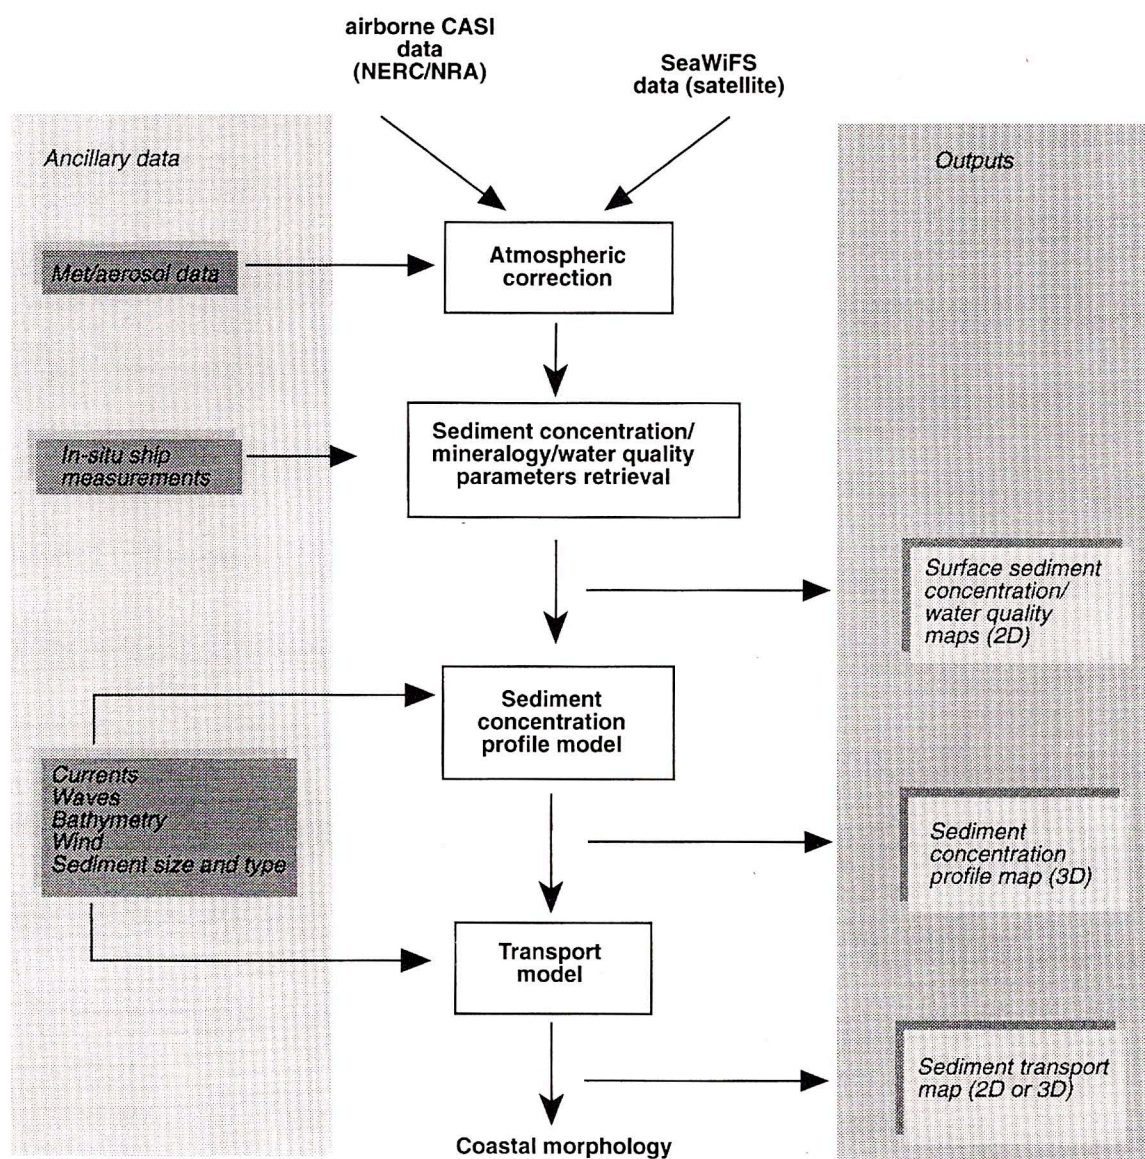 airborne CASI
data
(NERC/NRA)
SeaWiFS
data (satellite)
Ancillary data
Outputs
Atmospheric
correction
Met/aerosol data
Sediment concentration/
mineralogy/water quality
parameters retrieval
In-situ ship
measurements
Surface sediment
concentration/
water quality
maps (2D)
Sediment
concentration
profile model
Currents
Waves
Bathymetry
Wind
Sediment size and type
Sediment
concentration
profile map (3D)
Transport
model
Sediment transport
map (2D or 3D)
Coastal morphology